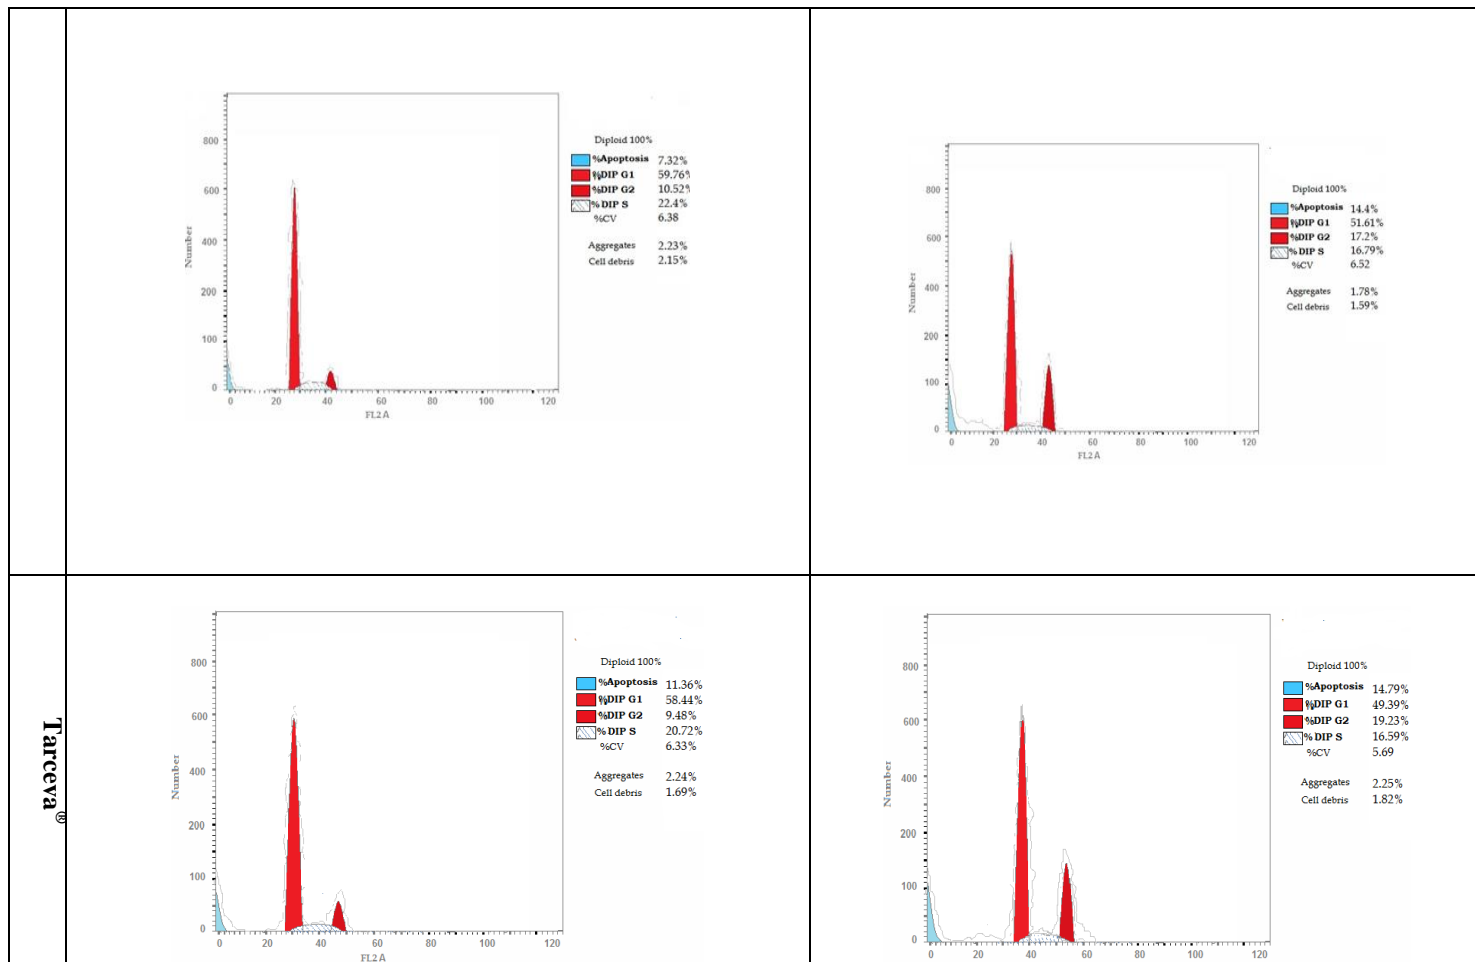 Diploid 100%
%Apoptosis 7.32%
%DIP G1 59.76%
%DIP G2 10.52%
% DIP S 22.4%
%CV 6.38
Aggregates 2.23%
Cell debris 2.15%
800
600
400
200
100
0
Number
0 20 40 60 80 100 120
FL2A
Diploid 100%
%Apoptosis 14.4%
%DIP G1 51.61%
%DIP G2 17.2%
% DIP S 16.79%
%CV 6.52
Aggregates 1.78%
Cell debris 1.59%
800
600
400
200
100
0
Number
0 20 40 60 80 100 120
FL2A
Tarceva®
Diploid 100%
%Apoptosis 11.36%
%DIP G1 58.44%
%DIP G2 9.48%
% DIP S 20.72%
%CV 6.33%
Aggregates 2.24%
Cell debris 1.69%
800
600
400
200
100
0
Number
0 20 40 60 80 100 120
FL2A
Diploid 100%
%Apoptosis 14.79%
%DIP G1 49.39%
%DIP G2 19.23%
% DIP S 16.59%
%CV 5.69
Aggregates 2.25%
Cell debris 1.82%
800
600
400
200
100
0
Number
0 20 40 60 80 100 120